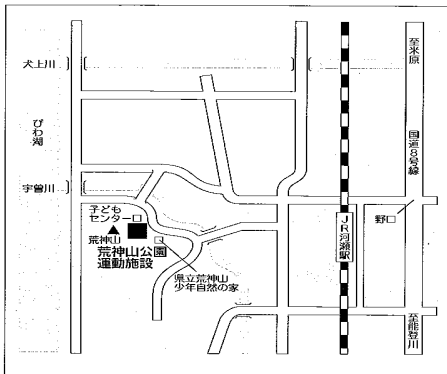 犬上川
至米原
びわ湖
国道8号線
宇曽川
子ども
センター
荒神山
荒神山公園
運動施設
県立荒神山
少年自然の家
JR河瀬駅
野口
至能登川